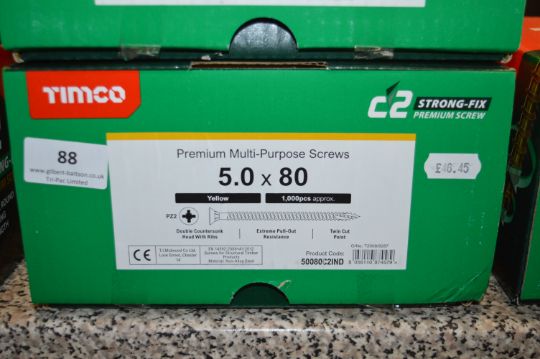 TIMCO
C2 STRONG-FIX
PREMIUM SCREW
88
www.gilbert-baitson.co.uk
Tri-Pac Limited
£40.45
Premium Multi-Purpose Screws
5.0 x 80
Yellow
1,000pcs approx.
PZ2
Double Countersunk
Head With Ribs
Extreme Pull-Out
Resistance
Twin Cut
Point
Product Code:
50080C2IND